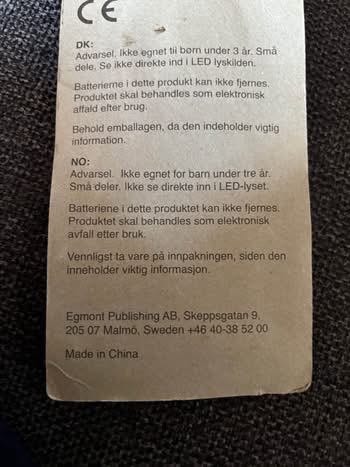 CE
DK:
Advarsel. Ikke egnet til børn under 3 år. Små
dele. Se ikke direkte ind i LED lyskilden.
Batterierne i dette produkt kan ikke fjernes.
Produktet skal behandles som elektronisk
affald efter brug.
Behold emballagen, da den indeholder vigtig
information.
NO:
Advarsel. Ikke egnet for barn under tre år.
Små deler. Ikke se direkte inn i LED-lyset.
Batteriene i dette produktet kan ikke fjernes.
Produktet skal behandles som elektronisk
avfall etter bruk.
Vennligst ta vare på innpakningen, siden den
inneholder viktig informasjon.
Egmont Publishing AB, Skeppsgatan 9,
205 07 Malmö, Sweden +46 40-38 52 00
Made in China